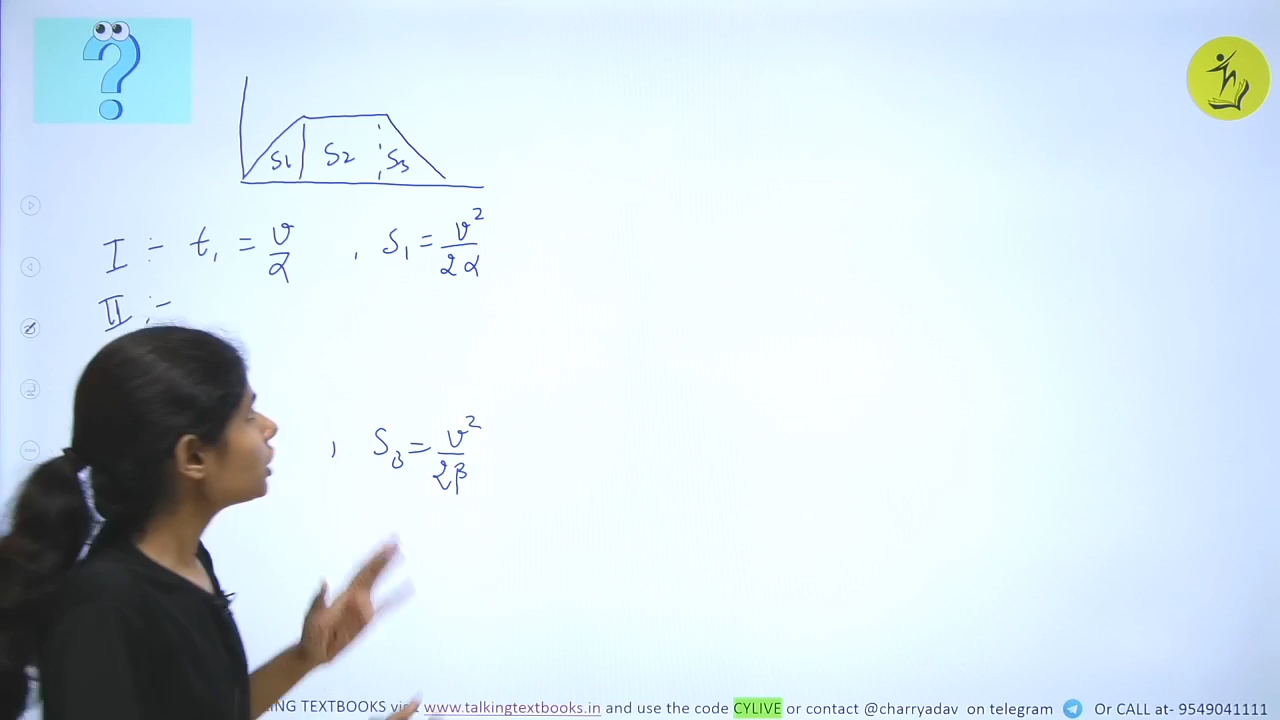 S₁ S₂ S₃
I :- t₁ = v/α , S₁ = v²/2α
II :-
, S₃ = v²/2β
ING TEXTBOOKS visit www.talkingtextbooks.in and use the code CYLIVE or contact @charryadav on telegram Or CALL at- 9549041111